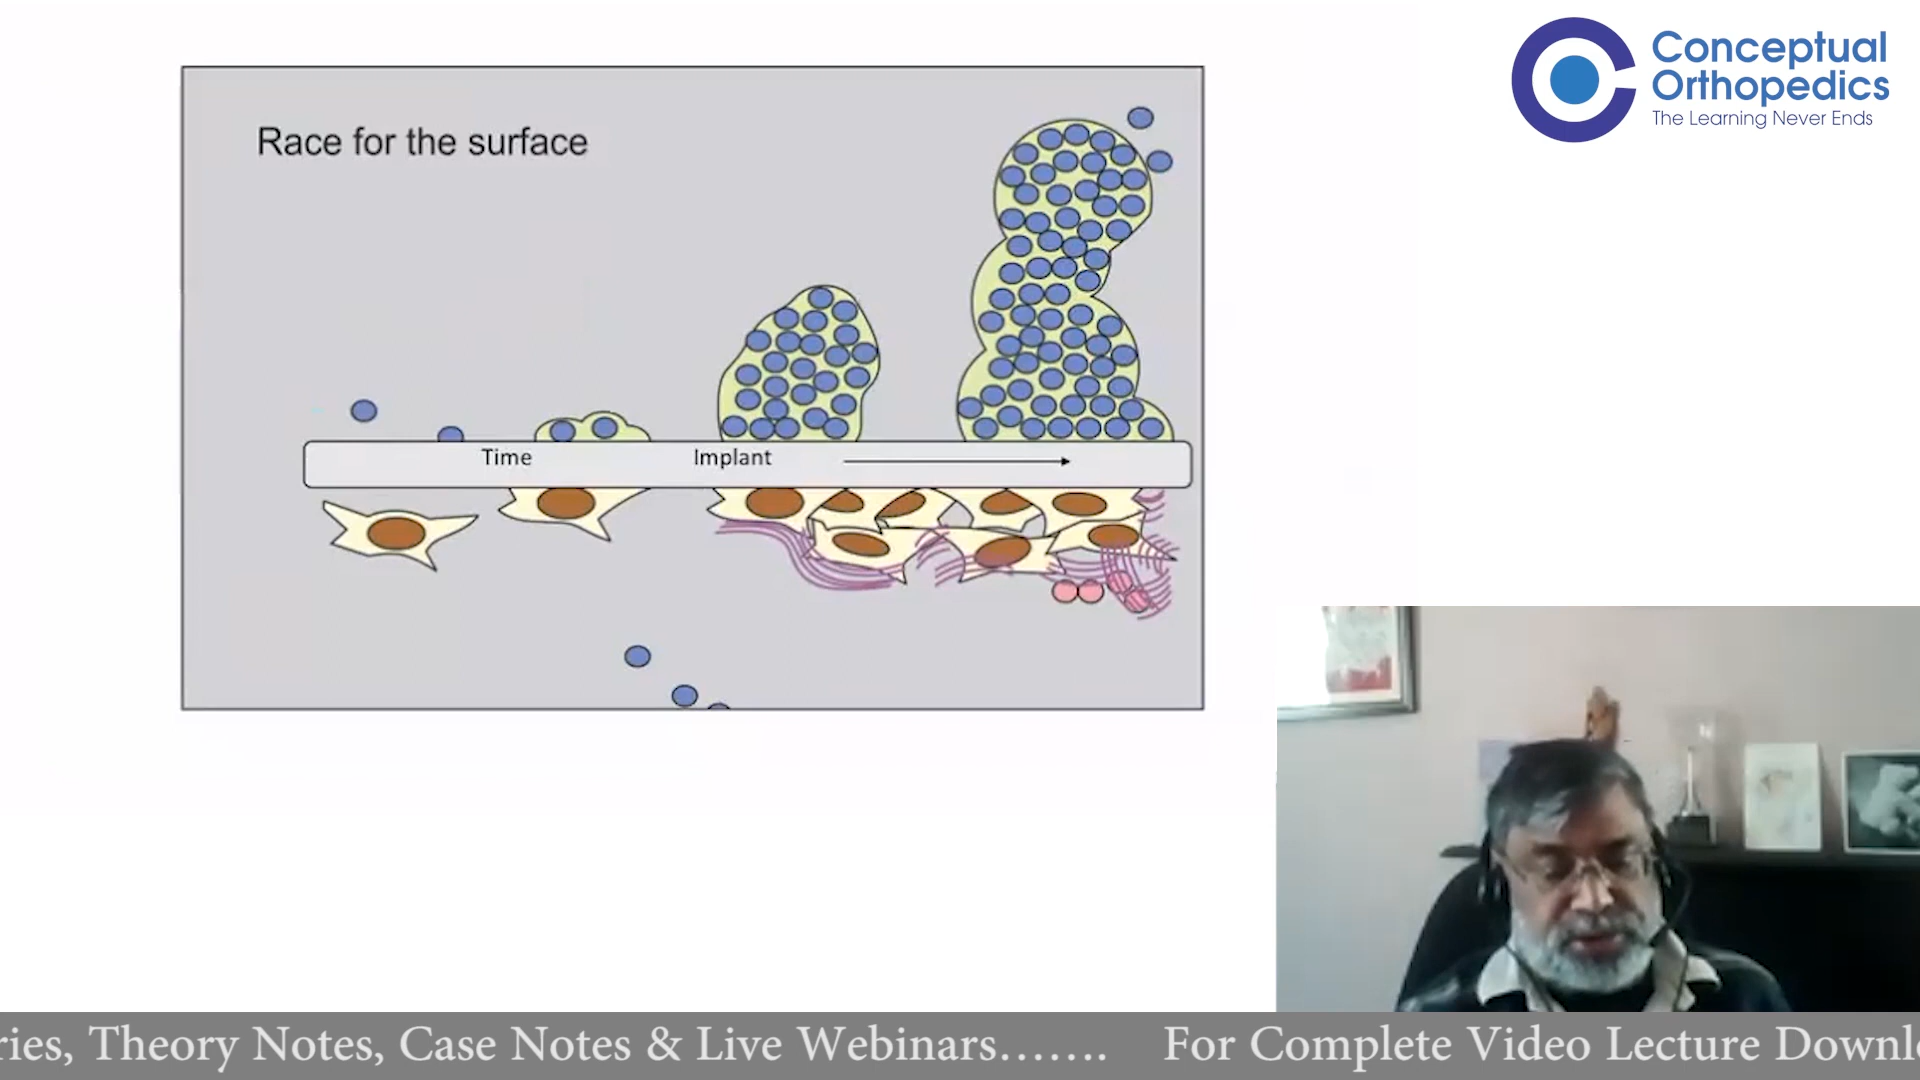 Conceptual
Orthopedics
The Learning Never Ends
Race for the surface
Time Implant
ries, Theory Notes, Case Notes & Live Webinars....... For Complete Video Lecture Downl